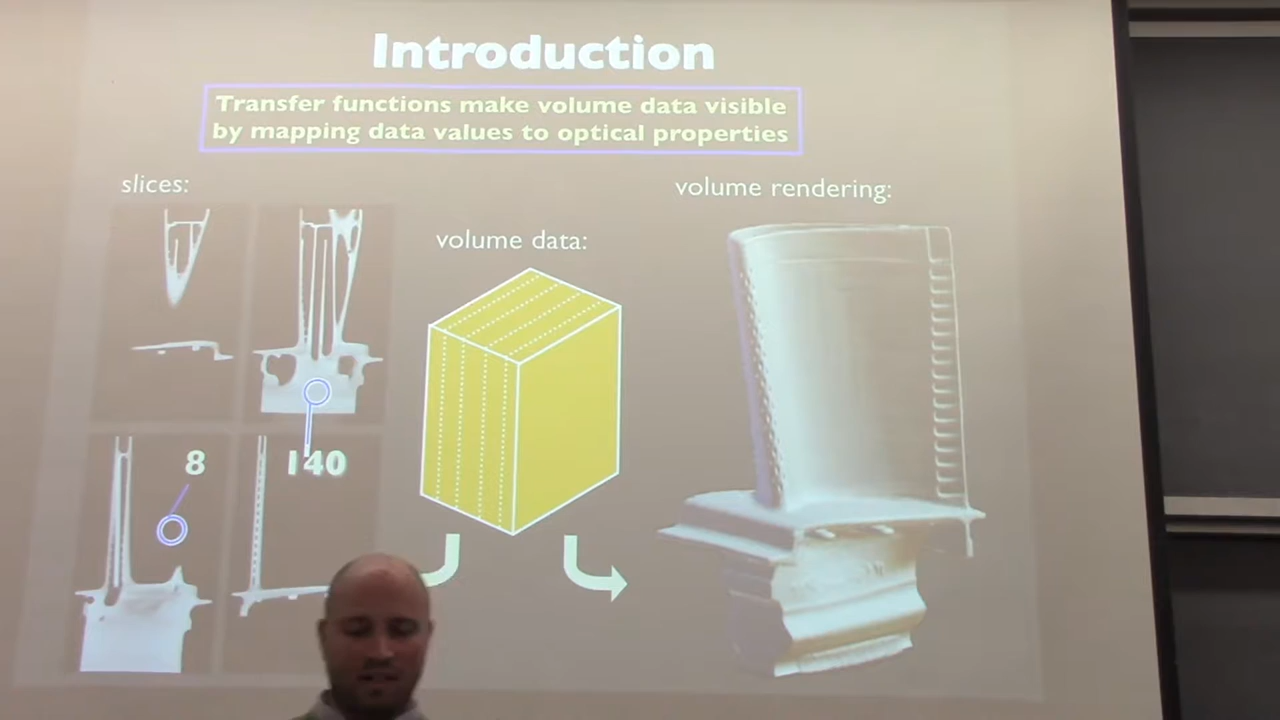 Introduction
Transfer functions make volume data visible
by mapping data values to optical properties
slices:
volume data:
volume rendering:
8
140